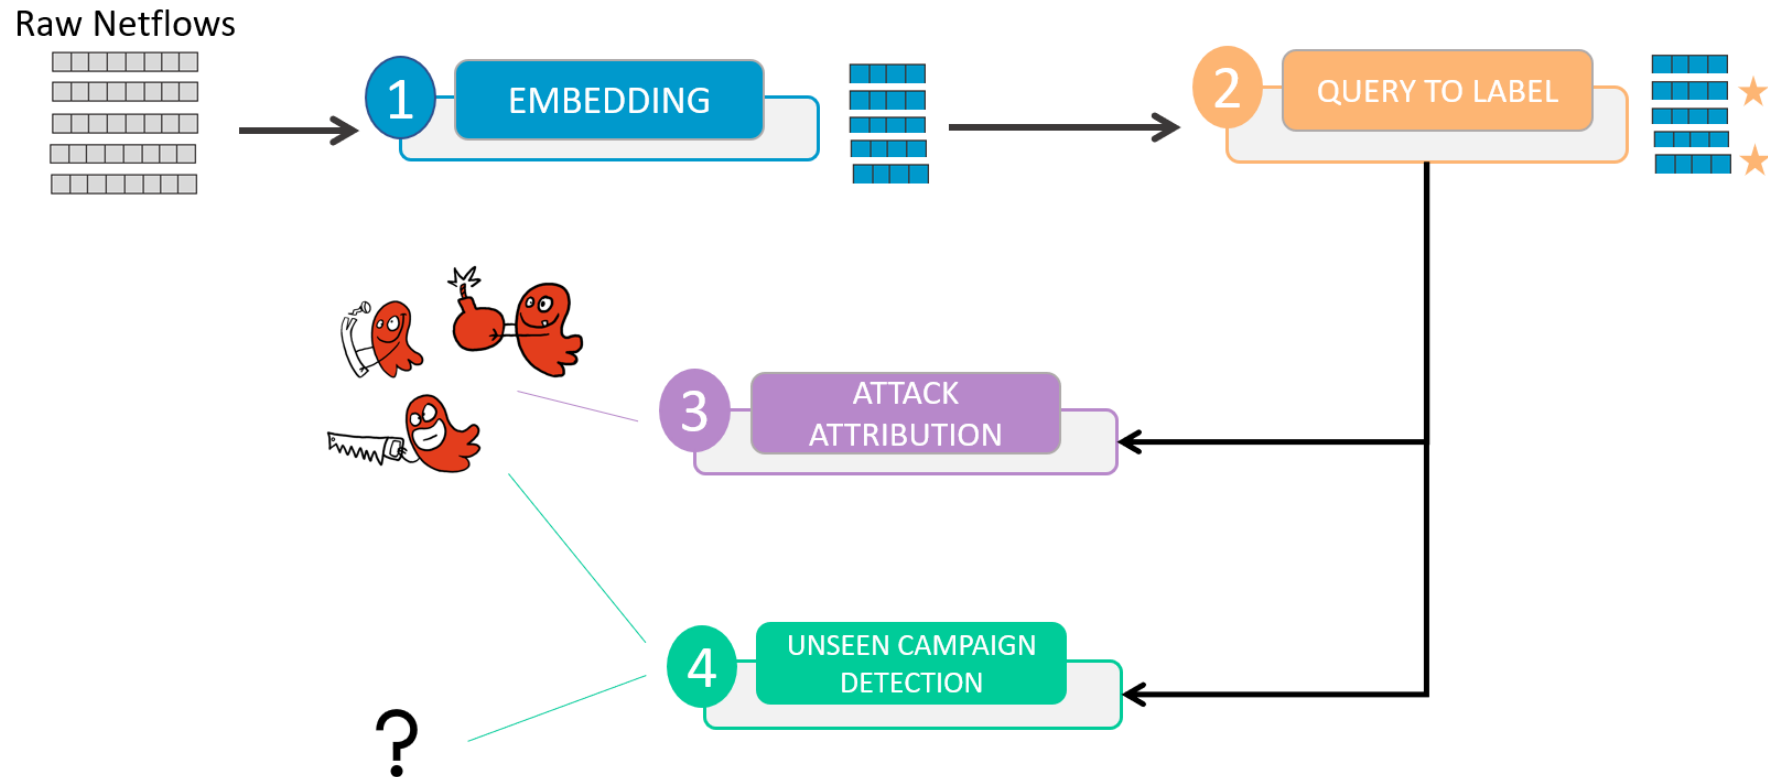 Raw Netflows
1
EMBEDDING
2
QUERY TO LABEL
3
ATTACK
ATTRIBUTION
4
UNSEEN CAMPAIGN
DETECTION
?